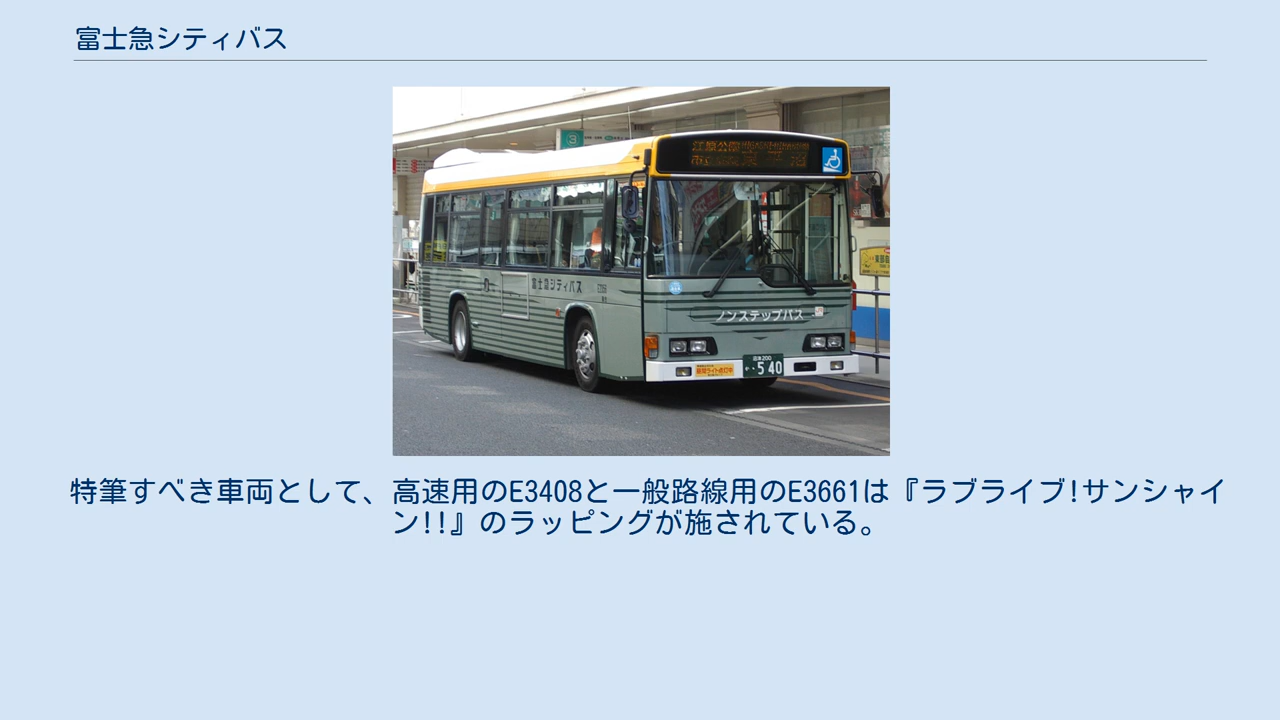 富士急シティバス
江原公園
富士急シティバス
ノンステップバス
540
特筆すべき車両として、高速用のE3408と一般路線用のE3661は『ラブライブ!サンシャイ
ン!!』のラッピングが施されている。